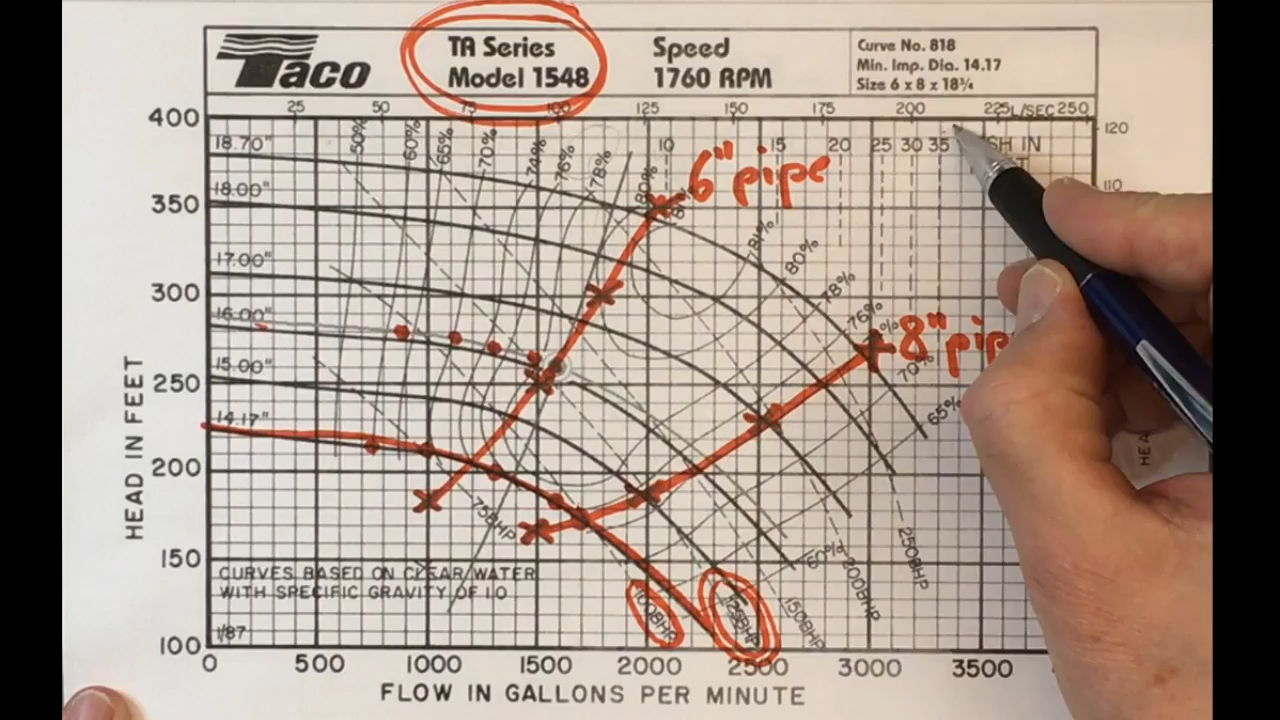 Taco
TA Series
Model 1548
Speed
1760 RPM
Curve No. 818
Min. Imp. Dia. 14.17
Size 6 x 8 x 18¾
25 50 75 100 125 150 175 200 225 L/SEC 250
400 120
18.70" 50% 60% 65% 70% 74% 76% 78% 80% 10 15 20 25 30 35 SH IN
6" pipe
110
350 18.00"
81% 80% 78% 76%
300 17.00"
16.00"
8" pip
70%
250 15.00"
65%
14.17"
200
75BHP
150 60%
CURVES BASED ON CLEAR WATER
WITH SPECIFIC GRAVITY OF 1.0
100BHP 125BHP 150BHP 200BHP 250BHP
1/87
100
0 500 1000 1500 2000 2500 3000 3500
HEAD IN FEET
HEA
FLOW IN GALLONS PER MINUTE